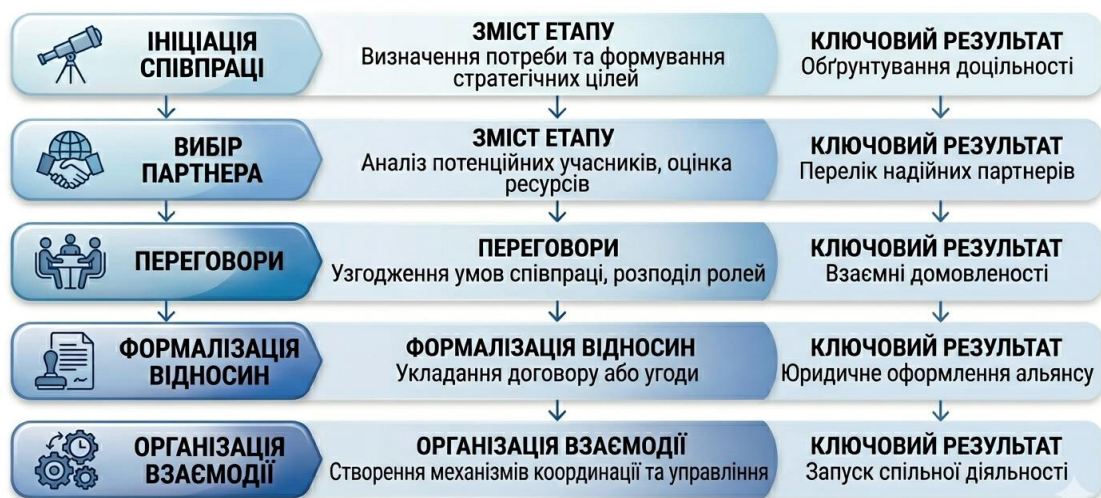 ІНІЦІАЦІЯ
СПІВПРАЦІ
ЗМІСТ ЕТАПУ
Визначення потреби та формування
стратегічних цілей
КЛЮЧОВИЙ РЕЗУЛЬТАТ
Обґрунтування доцільності
ВИБІР
ПАРТНЕРА
ЗМІСТ ЕТАПУ
Аналіз потенційних учасників, оцінка
ресурсів
КЛЮЧОВИЙ РЕЗУЛЬТАТ
Перелік надійних партнерів
ПЕРЕГОВОРИ
ПЕРЕГОВОРИ
Узгодження умов співпраці, розподіл ролей
КЛЮЧОВИЙ РЕЗУЛЬТАТ
Взаємні домовленості
ФОРМАЛІЗАЦІЯ
ВІДНОСИН
ФОРМАЛІЗАЦІЯ ВІДНОСИН
Укладання договору або угоди
КЛЮЧОВИЙ РЕЗУЛЬТАТ
Юридичне оформлення альянсу
ОРГАНІЗАЦІЯ
ВЗАЄМОДІЇ
ОРГАНІЗАЦІЯ ВЗАЄМОДІЇ
Створення механізмів координації та управління
КЛЮЧОВИЙ РЕЗУЛЬТАТ
Запуск спільної діяльності